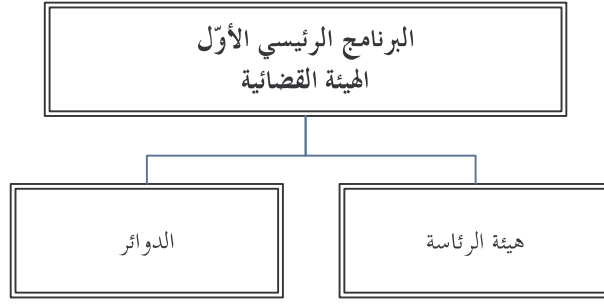 البرنامج الرئيسي الأوّل
الهيئة القضائية
هيئة الرئاسة
الدوائر